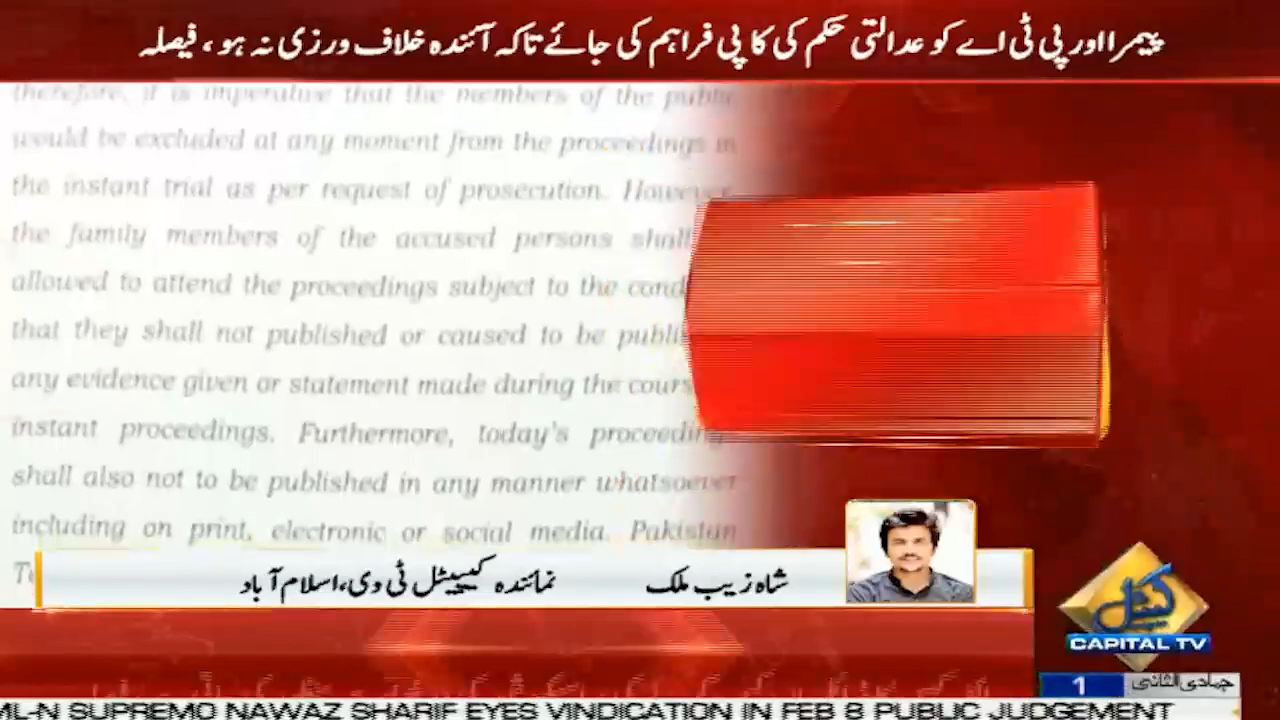 پیمرا اور پی ٹی اے کو عدالتی حکم کی کاپی فراہم کی جائے تاکہ آئندہ خلاف ورزی نہ ہو ، فیصلہ
therefore, it is imperative that the members of the public
would be excluded at any moment from the proceedings in
the instant trial as per request of prosecution. However,
the family members of the accused persons shall
allowed to attend the proceedings subject to the
that they shall not published or caused to be
any evidence given or statement made during the
instant proceedings. Furthermore, today's
shall also not to be published in any manner whatsoever
including on print, electronic or social media. Pakistan
شاہ زیب ملک
نمائندہ کیپیٹل ٹی وی، اسلام آباد
کیپیٹل
CAPITAL TV
1 جمادی الثانی
ML-N SUPREMO NAWAZ SHARIF EYES VINDICATION IN FEB 8 PUBLIC JUDGEMENT